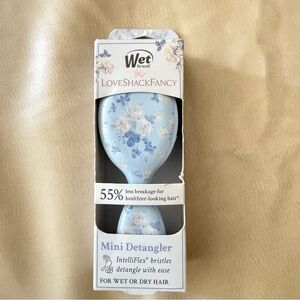 Wet
brush
LOVESHACKFANCY
55% less breakage for
healthier-looking hair*
Mini Detangler
IntelliFlex® bristles
detangle with ease
FOR WET OR DRY HAIR